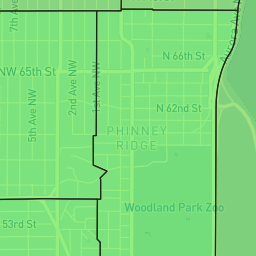 7th Ave NW
N 66th St
NW 65th St
1st Ave NW
2nd Ave NW
5th Ave NW
N 62nd St
PHINNEY
RIDGE
Woodland Park Zoo
53rd St